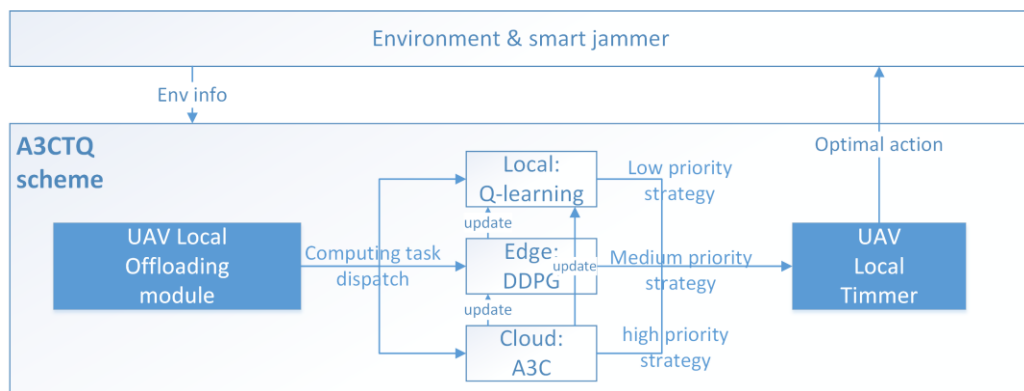 Environment & smart jammer
Env info
A3CTQ
scheme
Optimal action
Local:
Q-learning
Low priority
strategy
update
UAV Local
Offloading
module
Computing task
dispatch
Edge:
DDPG
update
Medium priority
strategy
UAV
Local
Timmer
update
Cloud:
A3C
high priority
strategy